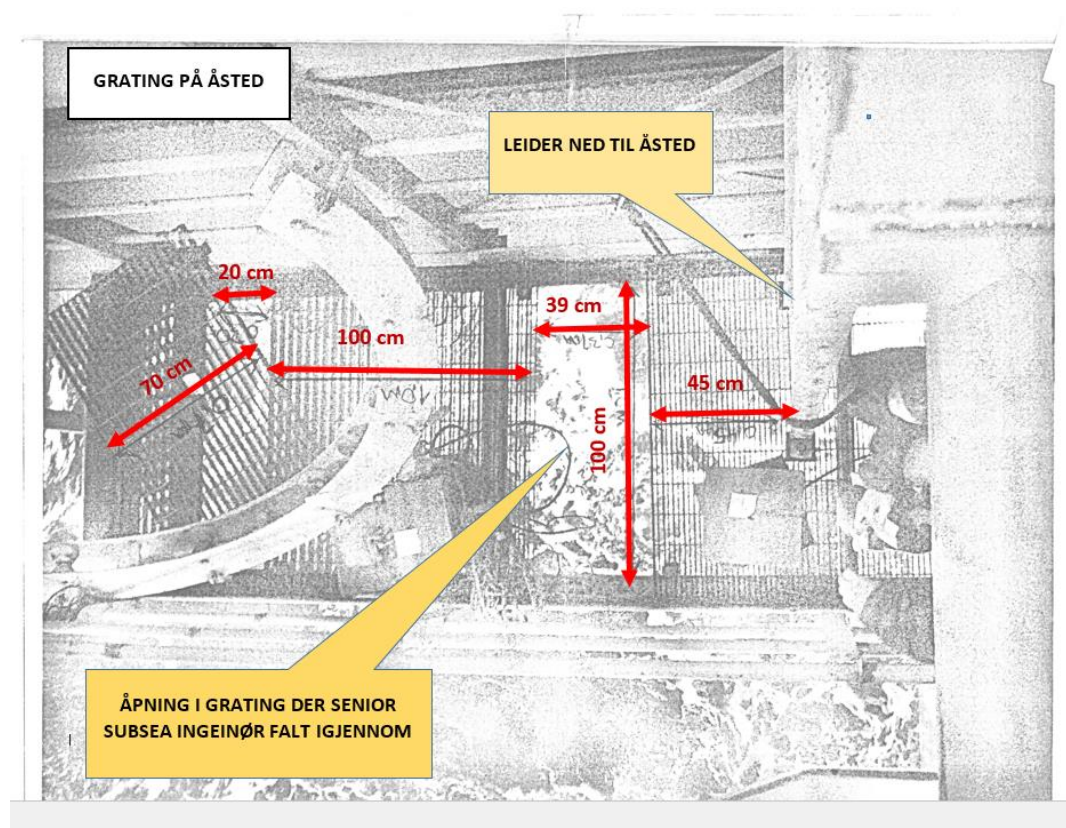 GRATING PÅ ÅSTED
LEIDER NED TIL ÅSTED
20 cm
39 cm
100 cm
70 cm
45 cm
100 cm
ÅPNING I GRATING DER SENIOR
SUBSEA INGEINØR FALT IGJENNOM